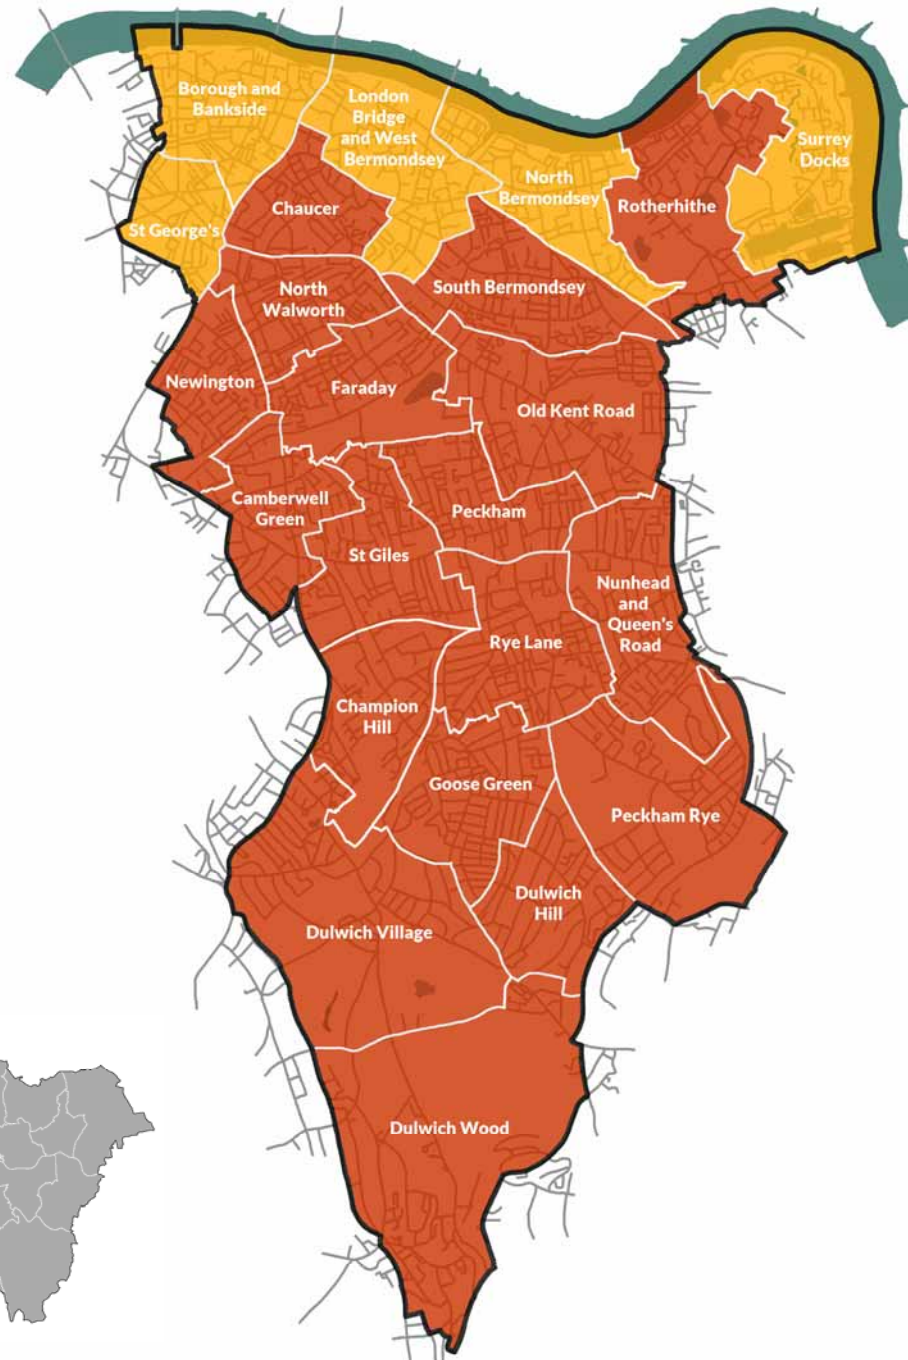 Borough and
Bankside
London
Bridge
and West
Bermondsey
Surrey
Docks
North
Bermondsey
Rotherhithe
Chaucer
St George's
North
Walworth
South Bermondsey
Newington
Faraday
Old Kent Road
Camberwell
Green
Peckham
St Giles
Nunhead
and
Queen's
Road
Rye Lane
Champion
Hill
Goose Green
Peckham Rye
Dulwich
Hill
Dulwich Village
Dulwich Wood